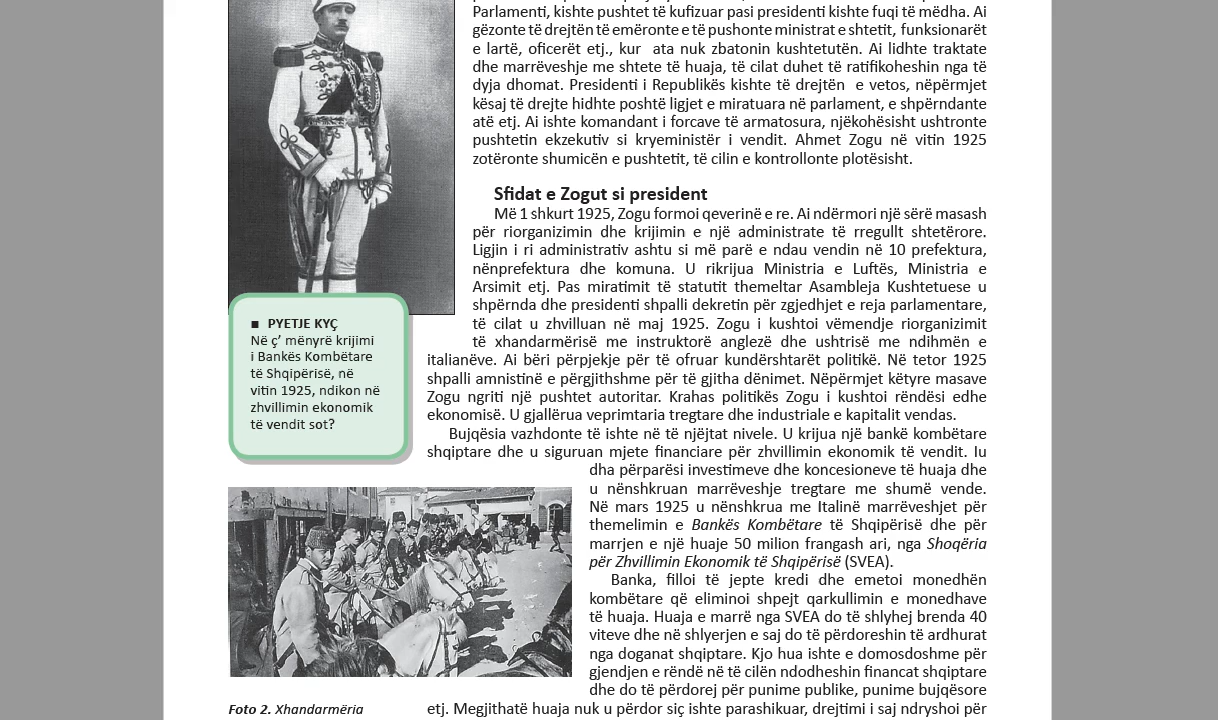 Parlamenti, kishte pushtet të kufizuar pasi presidenti kishte fuqi të mëdha. Ai
gëzonte të drejtën të emëronte e të pushonte ministrat e shtetit, funksionarët
e lartë, oficerët etj., kur ata nuk zbatonin kushtetutën. Ai lidhte traktate
dhe marrëveshje me shtete të huaja, të cilat duhet të ratifikoheshin nga të
dyja dhomat. Presidenti i Republikës kishte të drejtën e vetos, nëpërmjet
kësaj të drejte hidhte poshtë ligjet e miratuara në parlament, e shpërndante
atë etj. Ai ishte komandant i forcave të armatosura, njëkohësisht ushtronte
pushtetin ekzekutiv si kryeministër i vendit. Ahmet Zogu në vitin 1925
zotëronte shumicën e pushtetit, të cilin e kontrollonte plotësisht.
Sfidat e Zogut si president
Më 1 shkurt 1925, Zogu formoi qeverinë e re. Ai ndërmori një sërë masash
për riorganizimin dhe krijimin e një administrate të rregullt shtetërore.
Ligjin i ri administrativ ashtu si më parë e ndau vendin në 10 prefektura,
nënprefektura dhe komuna. U rikrijua Ministria e Luftës, Ministria e
Arsimit etj. Pas miratimit të statutit themeltar Asambleja Kushtetuese u
shpërnda dhe presidenti shpalli dekretin për zgjedhjet e reja parlamentare,
të cilat u zhvilluan në maj 1925. Zogu i kushtoi vëmendje riorganizimit
të xhandarmërisë me instruktorë anglezë dhe ushtrisë me ndihmën e
italianëve. Ai bëri përpjekje për të ofruar kundërshtarët politikë. Në tetor 1925
shpalli amnistinë e përgjithshme për të gjitha dënimet. Nëpërmjet këtyre masave
Zogu ngriti një pushtet autoritar. Krahas politikës Zogu i kushtoi rëndësi edhe
ekonomisë. U gjallërua veprimtaria tregtare dhe industriale e kapitalit vendas.
Bujqësia vazhdonte të ishte në të njëjtat nivele. U krijua një bankë kombëtare
shqiptare dhe u siguruan mjete financiare për zhvillimin ekonomik të vendit. Iu
dha përparësi investimeve dhe koncesioneve të huaja dhe
u nënshkruan marrëveshje tregtare me shumë vende.
Në mars 1925 u nënshkrua me Italinë marrëveshjet për
themelimin e Bankës Kombëtare të Shqipërisë dhe për
marrjen e një huaje 50 milion frangash ari, nga Shoqëria
për Zhvillimin Ekonomik të Shqipërisë (SVEA).
Banka, filloi të jepte kredi dhe emetoi monedhën
kombëtare që eliminoi shpejt qarkullimin e monedhave
të huaja. Huaja e marrë nga SVEA do të shlyhej brenda 40
viteve dhe në shlyerjen e saj do të përdoreshin të ardhurat
nga doganat shqiptare. Kjo hua ishte e domosdoshme për
gjendjen e rëndë në të cilën ndodheshin financat shqiptare
dhe do të përdorej për punime publike, punime bujqësore
etj. Megjithatë huaja nuk u përdor siç ishte parashikuar, drejtimi i saj ndryshoi për
■ PYETJE KYÇ
Në ç’ mënyrë krijimi
i Bankës Kombëtare
të Shqipërisë, në
vitin 1925, ndikon në
zhvillimin ekonomik
të vendit sot?
Foto 2. Xhandarmëria